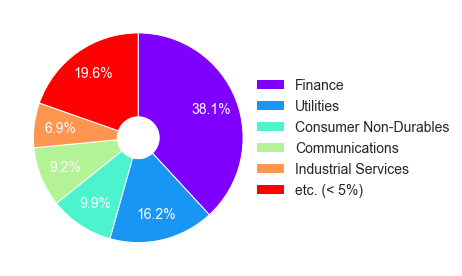 19.6%
38.1%
6.9%
9.2%
9.9%
16.2%
Finance
Utilities
Consumer Non-Durables
Communications
Industrial Services
etc. (< 5%)